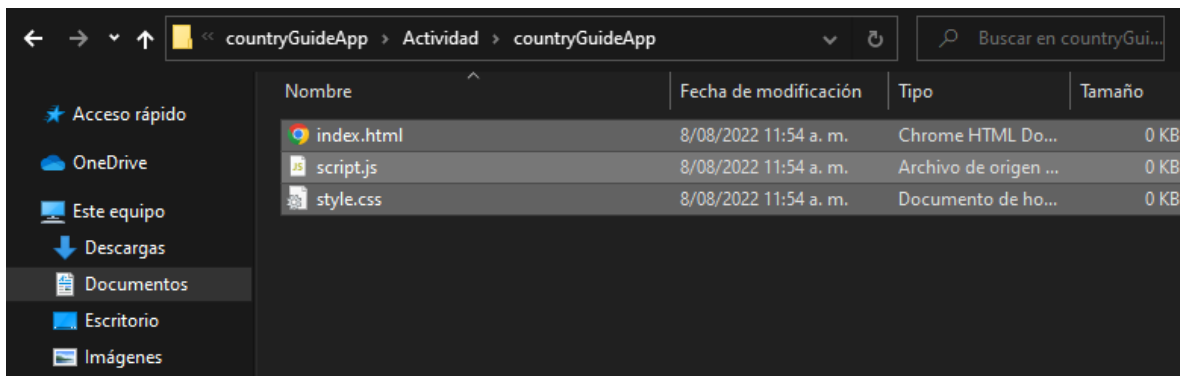 « countryGuideApp > Actividad > countryGuideApp
Buscar en countryGui...
Nombre Fecha de modificación Tipo Tamaño
Acceso rápido
OneDrive
Este equipo
Descargas
Documentos
Escritorio
Imágenes
index.html 8/08/2022 11:54 a. m. Chrome HTML Do... 0 KB
JS script.js 8/08/2022 11:54 a. m. Archivo de origen ... 0 KB
style.css 8/08/2022 11:54 a. m. Documento de ho... 0 KB